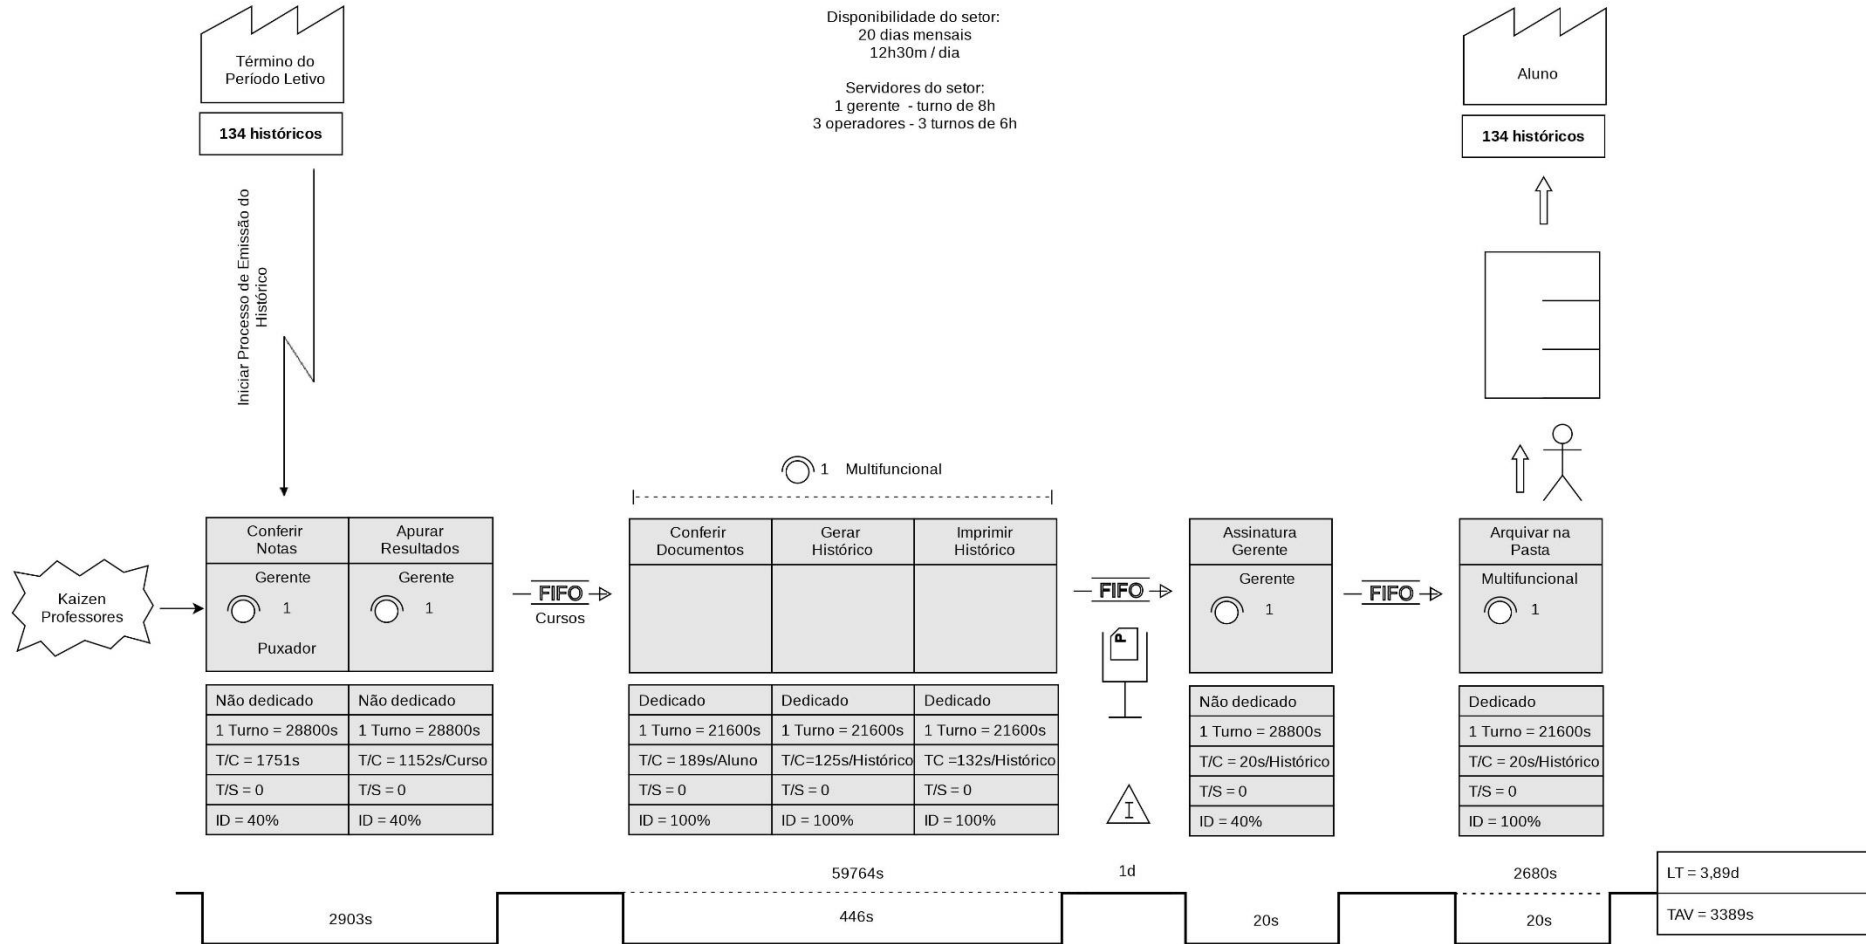 Disponibilidade do setor:
20 dias mensais
12h30m / dia
Servidores do setor:
1 gerente - turno de 8h
3 operadores - 3 turnos de 6h
Término do
Período Letivo
134 históricos
Aluno
134 históricos
Iniciar Processo de Emissão do
Histórico
1 Multifuncional
Kaizen
Professores
Conferir
Notas
Gerente
1
Puxador
Não dedicado
1 Turno = 28800s
T/C = 1751s
T/S = 0
ID = 40%
Apurar
Resultados
Gerente
1
Não dedicado
1 Turno = 28800s
T/C = 1152s/Curso
T/S = 0
ID = 40%
FIFO
Cursos
Conferir
Documentos
Dedicado
1 Turno = 21600s
T/C = 189s/Aluno
T/S = 0
ID = 100%
Gerar
Histórico
Dedicado
1 Turno = 21600s
T/C=125s/Histórico
T/S = 0
ID = 100%
Imprimir
Histórico
Dedicado
1 Turno = 21600s
TC =132s/Histórico
T/S = 0
ID = 100%
FIFO
P
I
Assinatura
Gerente
Gerente
1
Não dedicado
1 Turno = 28800s
T/C = 20s/Histórico
T/S = 0
ID = 40%
FIFO
Arquivar na
Pasta
Multifuncional
1
Dedicado
1 Turno = 21600s
T/C = 20s/Histórico
T/S = 0
ID = 100%
59764s
1d
2680s
LT = 3,89d
2903s
446s
20s
20s
TAV = 3389s